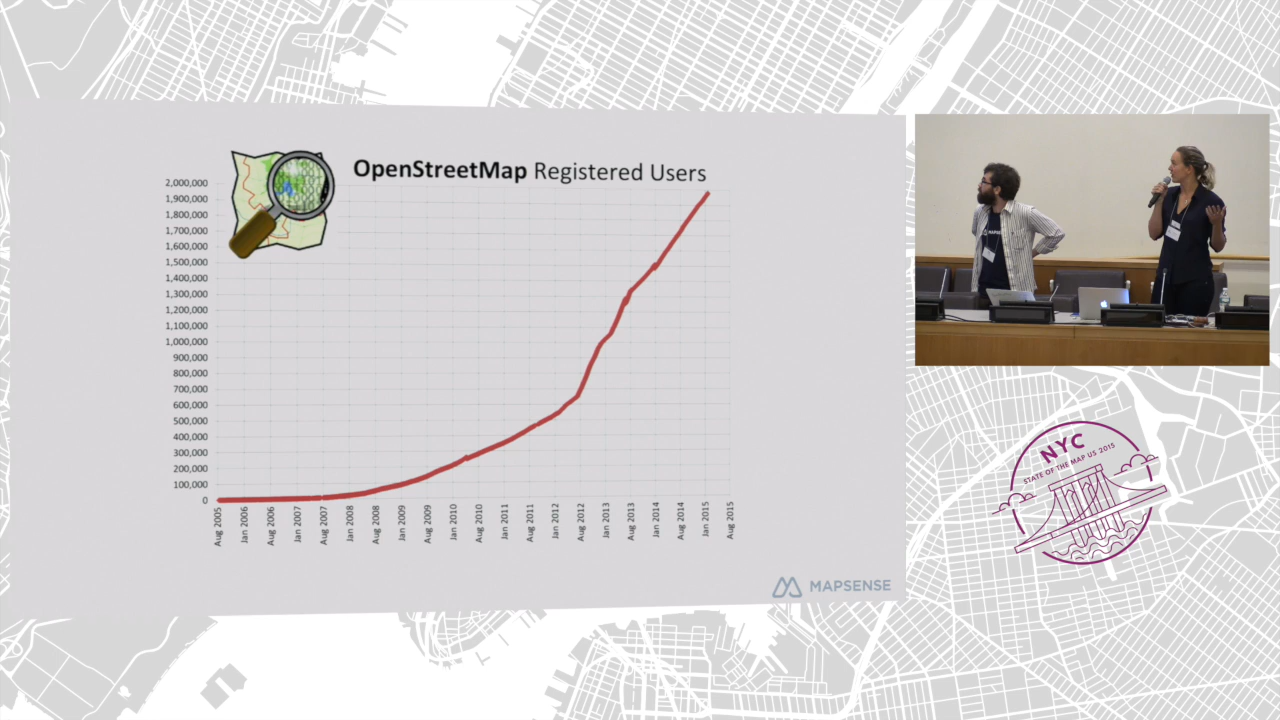 OpenStreetMap Registered Users
2,000,000
1,900,000
1,800,000
1,700,000
1,600,000
1,500,000
1,400,000
1,300,000
1,200,000
1,100,000
1,000,000
900,000
800,000
700,000
600,000
500,000
400,000
300,000
200,000
100,000
0
Aug 2005
Jan 2006
Aug 2006
Jan 2007
Aug 2007
Jan 2008
Aug 2008
Jan 2009
Aug 2009
Jan 2010
Aug 2010
Jan 2011
Aug 2011
Jan 2012
Aug 2012
Jan 2013
Aug 2013
Jan 2014
Aug 2014
Jan 2015
Aug 2015
MAPSENSE
NYC
STATE OF THE MAP US 2015